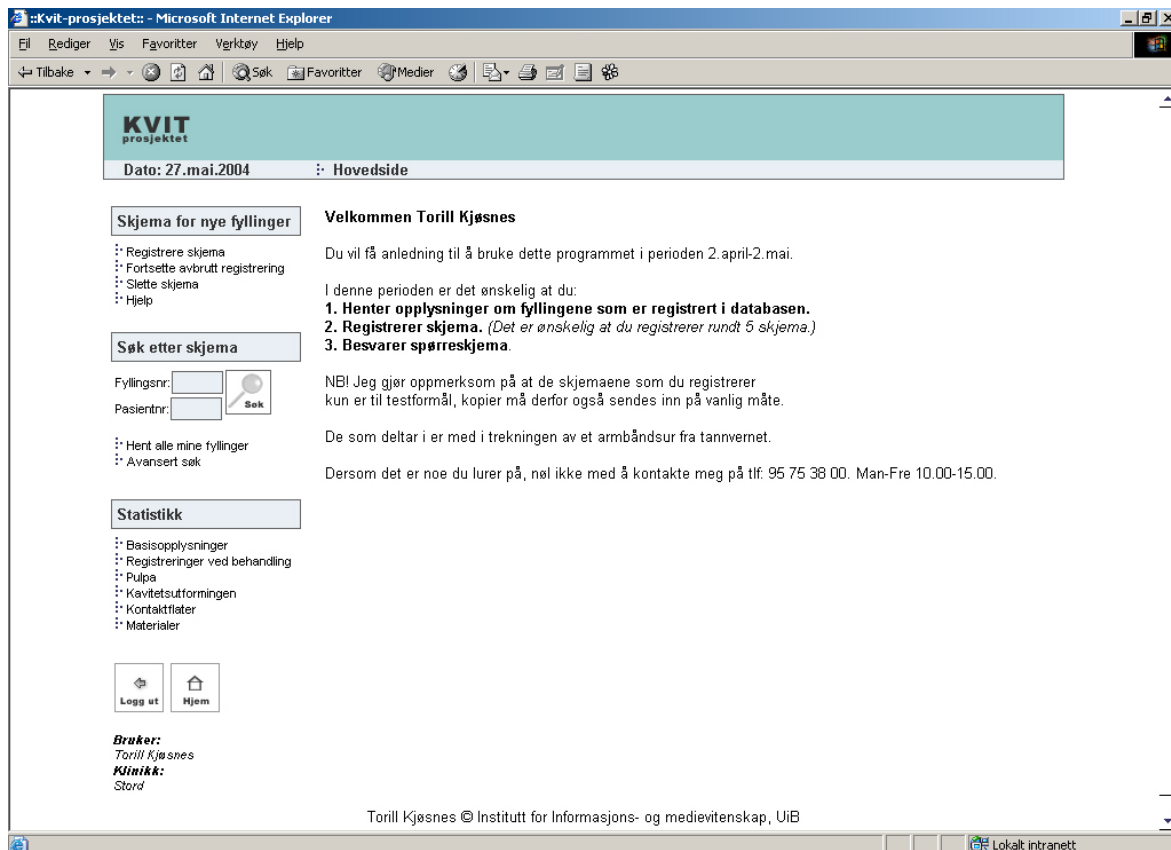 ::Kvit-prosjektet:: - Microsoft Internet Explorer
Fil Rediger Vis Favoritter Verktøy Hjelp
Tilbake Søk Favoritter Medier
KVIT
prosjektet
Dato: 27.mai.2004 Hovedside
Skjema for nye fyllinger
Registrere skjema
Fortsette avbrutt registrering
Slette skjema
Hjelp
Søk etter skjema
Fyllingsnr:
Pasientnr:
Søk
Hent alle mine fyllinger
Avansert søk
Statistikk
Basisopplysninger
Registreringer ved behandling
Pulpa
Kavitetsutformingen
Kontaktflater
Materialer
Logg ut Hjem
Bruker:
Torill Kjøsnes
Klinikk:
Stord
Velkommen Torill Kjøsnes
Du vil få anledning til å bruke dette programmet i perioden 2.april-2.mai.
I denne perioden er det ønskelig at du:
1. Henter opplysninger om fyllingene som er registrert i databasen.
2. Registrerer skjema. (Det er ønskelig at du registrerer rundt 5 skjema.)
3. Besvarer spørreskjema.
NB! Jeg gjør oppmerksom på at de skjemaene som du registrerer
kun er til testformål, kopier må derfor også sendes inn på vanlig måte.
De som deltar i er med i trekningen av et armbåndsur fra tannvernet.
Dersom det er noe du lurer på, nøl ikke med å kontakte meg på tlf: 95 75 38 00. Man-Fre 10.00-15.00.
Torill Kjøsnes © Institutt for Informasjons- og medievitenskap, UiB
Lokalt intranett